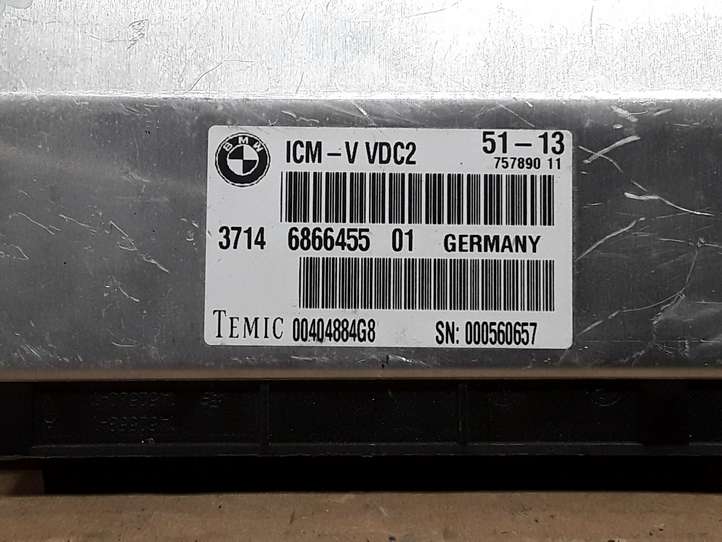 BMW
ICM-V VDC2 51-13
757890 11
3714 6866455 01 GERMANY
TEMIC 00404884G8 SN: 000560657